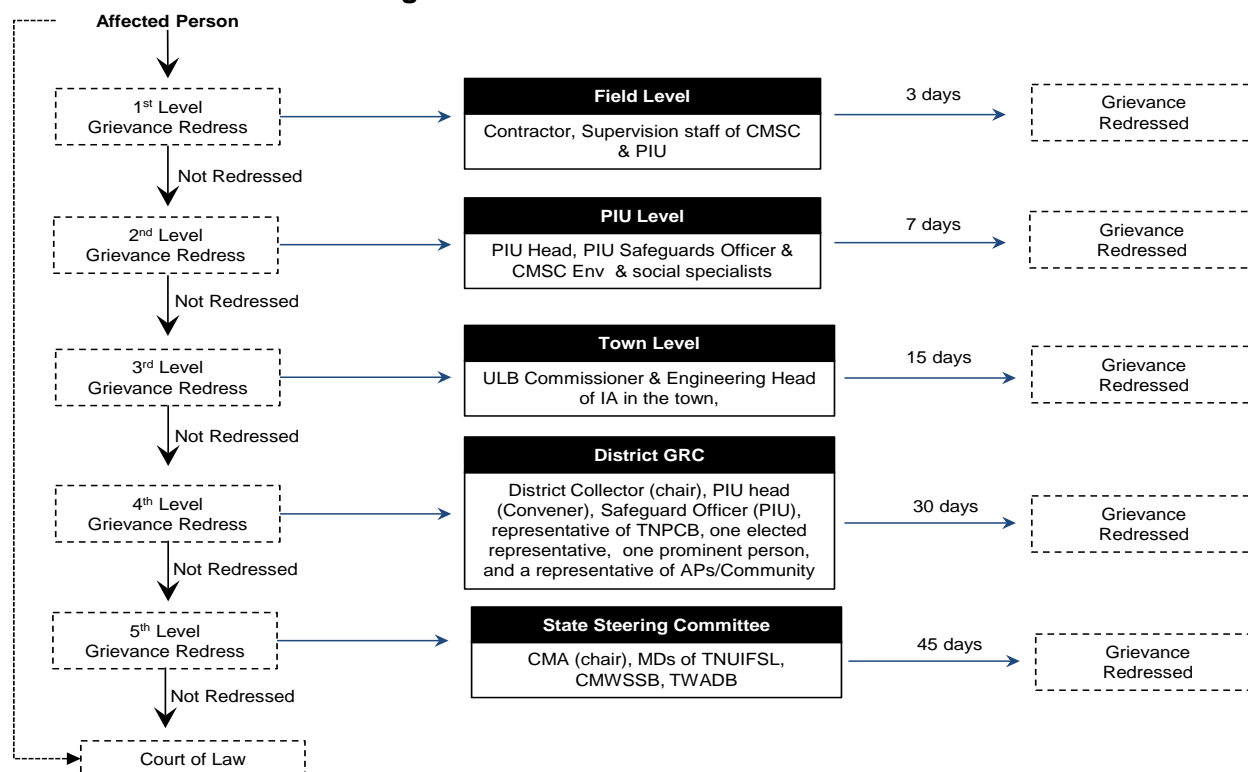 Affected Person
1st Level
Grievance Redress
Field Level
Contractor, Supervision staff of CMSC
& PIU
3 days
Grievance
Redressed
Not Redressed
2nd Level
Grievance Redress
PIU Level
PIU Head, PIU Safeguards Officer &
CMSC Env & social specialists
7 days
Grievance
Redressed
Not Redressed
3rd Level
Grievance Redress
Town Level
ULB Commissioner & Engineering Head
of IA in the town,
15 days
Grievance
Redressed
Not Redressed
4th Level
Grievance Redress
District GRC
District Collector (chair), PIU head
(Convener), Safeguard Officer (PIU),
representative of TNPCB, one elected
representative, one prominent person,
and a representative of APs/Community
30 days
Grievance
Redressed
Not Redressed
5th Level
Grievance Redress
State Steering Committee
CMA (chair), MDs of TNUIFSL,
CMWSSB, TWADB
45 days
Grievance
Redressed
Not Redressed
Court of Law